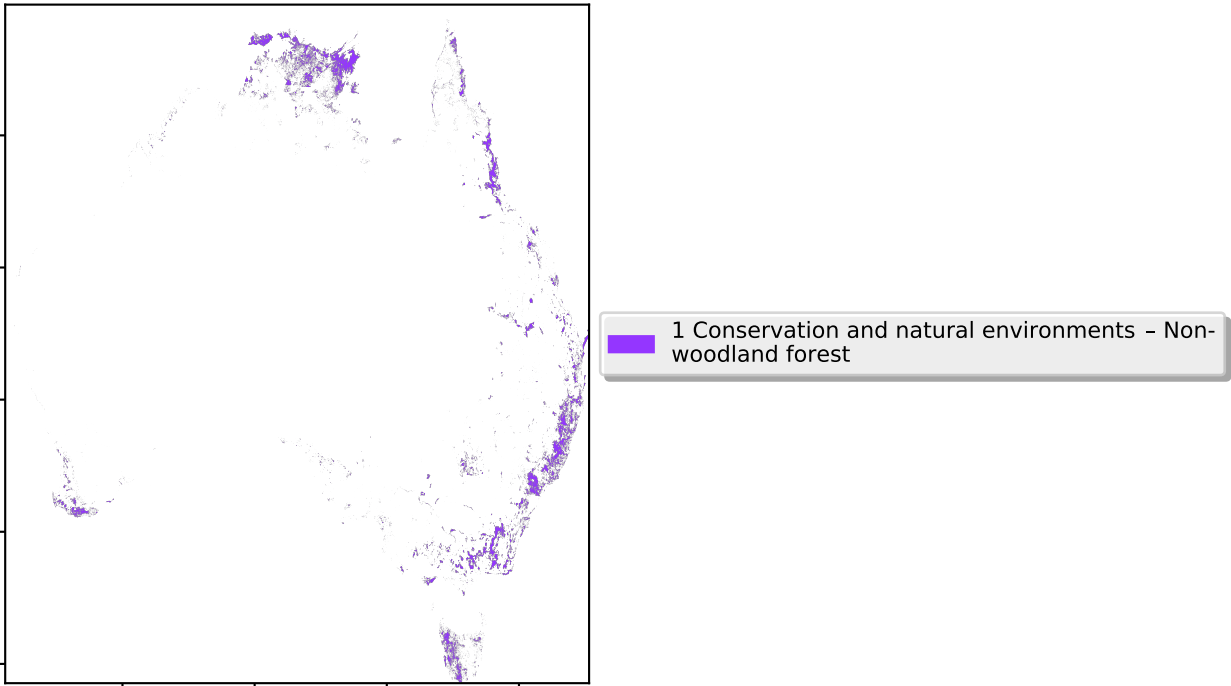 1 Conservation and natural environments – Non-
woodland forest